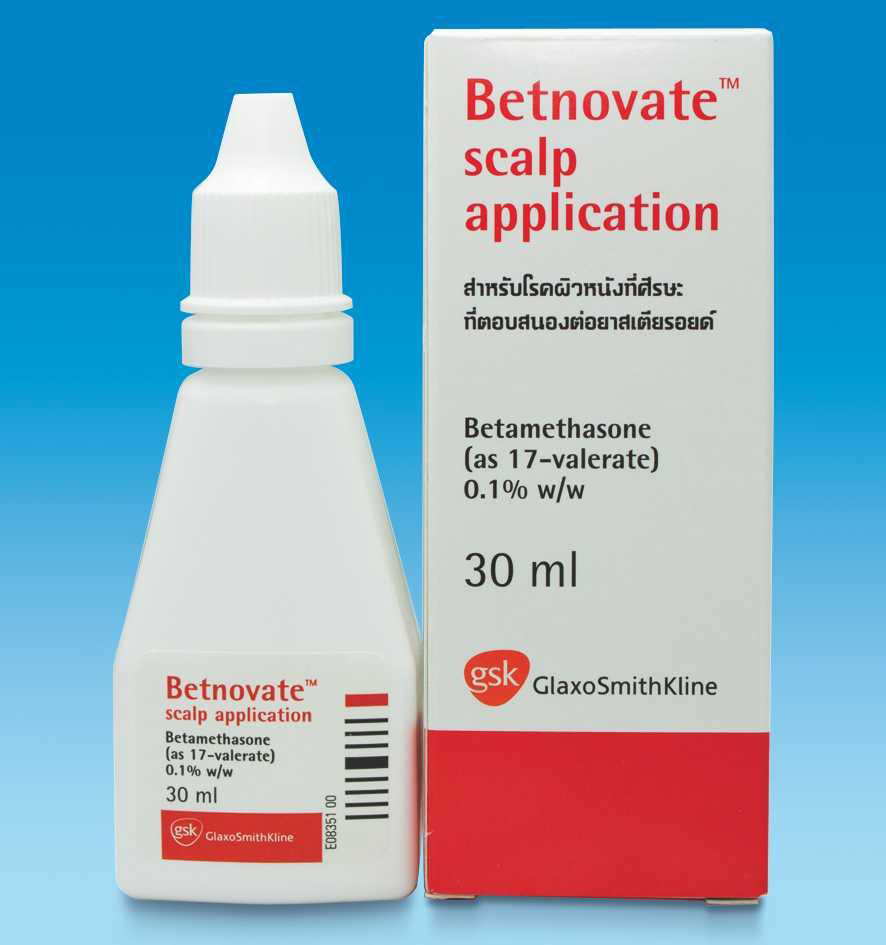 Betnovate™
scalp
application
สำหรับโรคผิวหนังที่ศีรษะ
ที่ตอบสนองต่อยาสเตียรอยด์
Betamethasone
(as 17-valerate)
0.1% w/w
30 ml
gsk GlaxoSmithKline
Betnovate™
scalp application
Betamethasone
(as 17-valerate)
0.1% w/w
30 ml
gsk GlaxoSmithKline
E08351 00